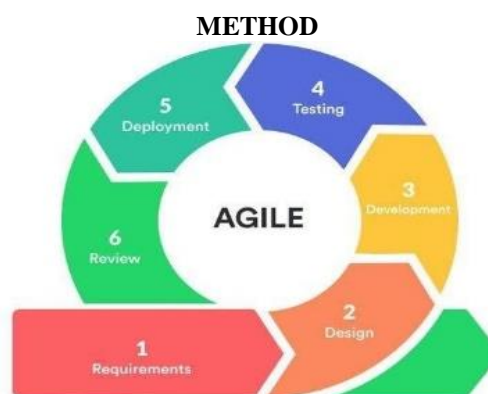 METHOD
4
Testing
5
Deployment
3
Development
AGILE
6
Review
2
Design
1
Requirements